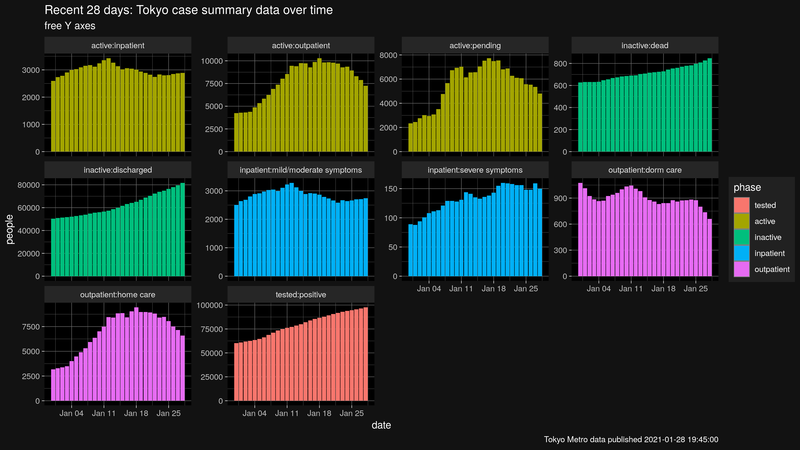 Recent 28 days: Tokyo case summary data over time
free Y axes
active:inpatient
active:outpatient
active:pending
inactive:dead
3000
2000
1000
0
10000
7500
5000
2500
0
8000
6000
4000
2000
0
800
600
400
200
0
inactive:discharged
inpatient:mild/moderate symptoms
inpatient:severe symptoms
outpatient:dorm care
80000
60000
40000
20000
0
3000
2000
1000
0
150
100
50
0
900
600
300
0
Jan 04 Jan 11 Jan 18 Jan 25
Jan 04 Jan 11 Jan 18 Jan 25
outpatient:home care
tested:positive
7500
5000
2500
0
100000
75000
50000
25000
0
Jan 04 Jan 11 Jan 18 Jan 25
Jan 04 Jan 11 Jan 18 Jan 25
people
date
phase
tested
active
inactive
inpatient
outpatient
Tokyo Metro data published 2021-01-28 19:45:00